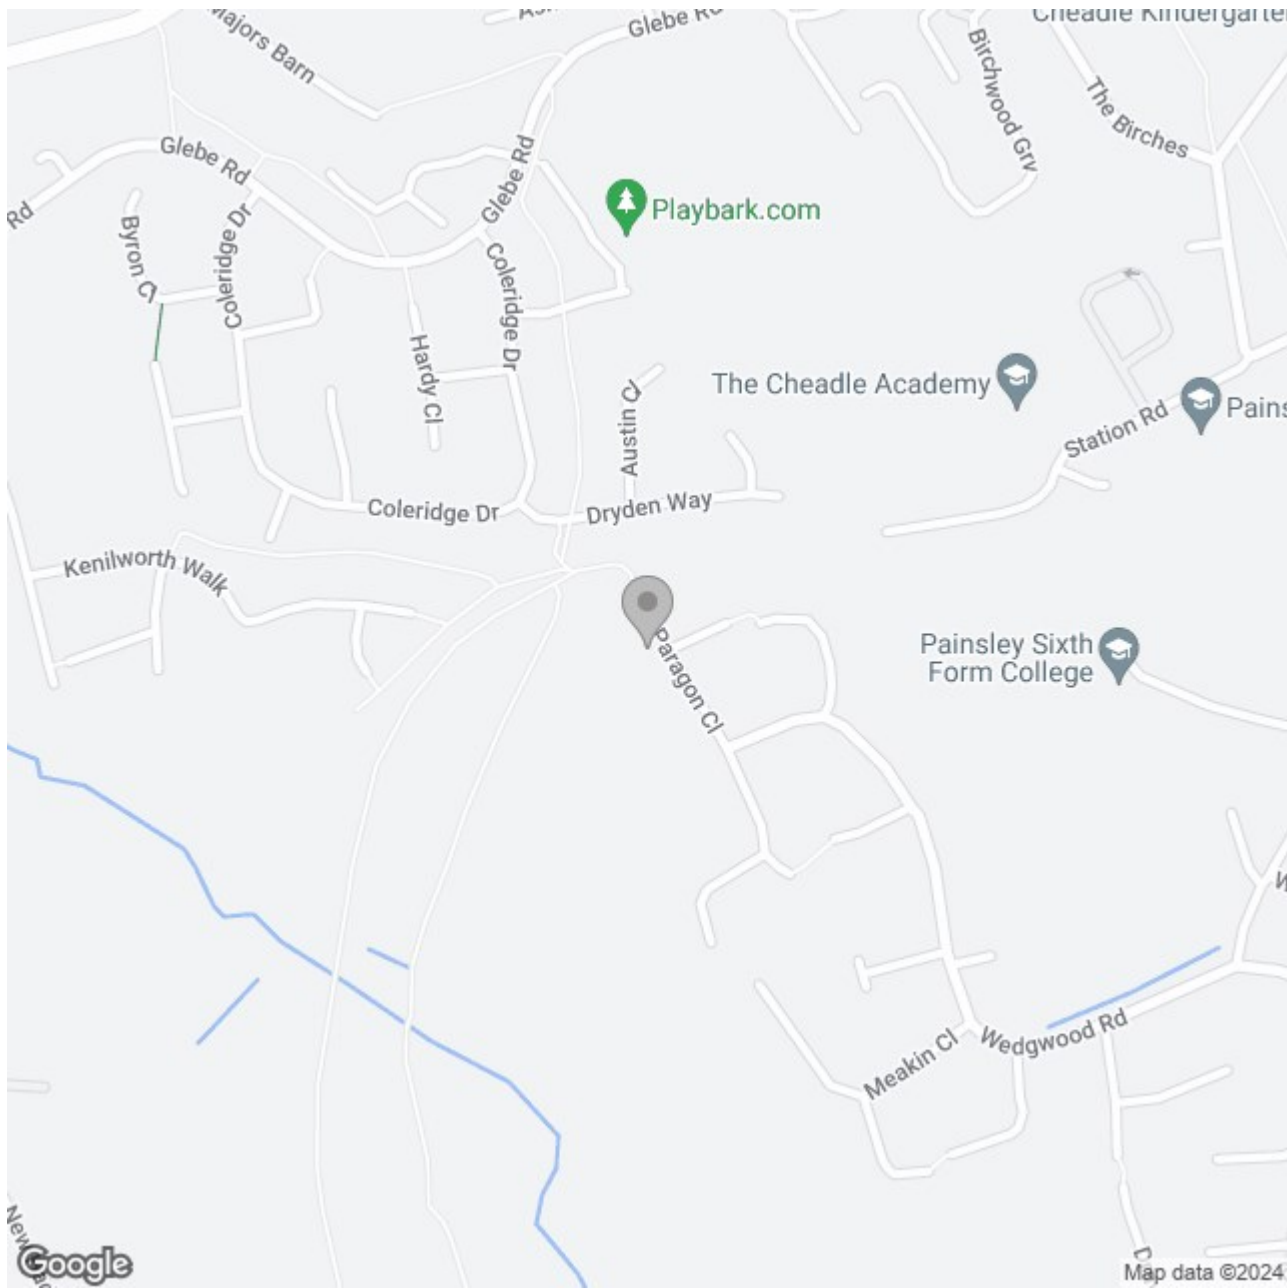 Cheadle Kindergarte
Glebe Rd
Majors Barn
Birchwood Grv
The Birches
Glebe Rd
Glebe Rd
Rd
Playbark.com
Byron Cl
Coleridge Dr
Coleridge Dr
Hardy Cl
The Cheadle Academy
Austin Cl
Pains
Station Rd
Coleridge Dr
Dryden Way
Kenilworth Walk
Painsley Sixth
Form College
Paragon Cl
Wedgwood Rd
Meakin Cl
Google
Map data ©2024